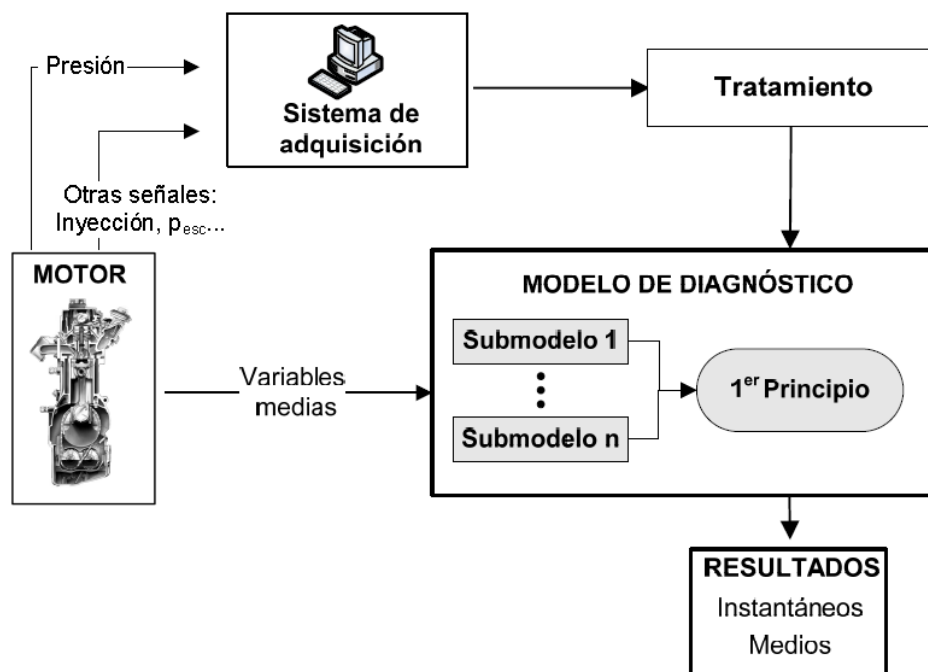 Presión
Sistema de
adquisición
Tratamiento
Otras señales:
Inyección, pesc...
MOTOR
Variables
medias
MODELO DE DIAGNÓSTICO
Submodelo 1
Submodelo n
1er Principio
RESULTADOS
Instantáneos
Medios